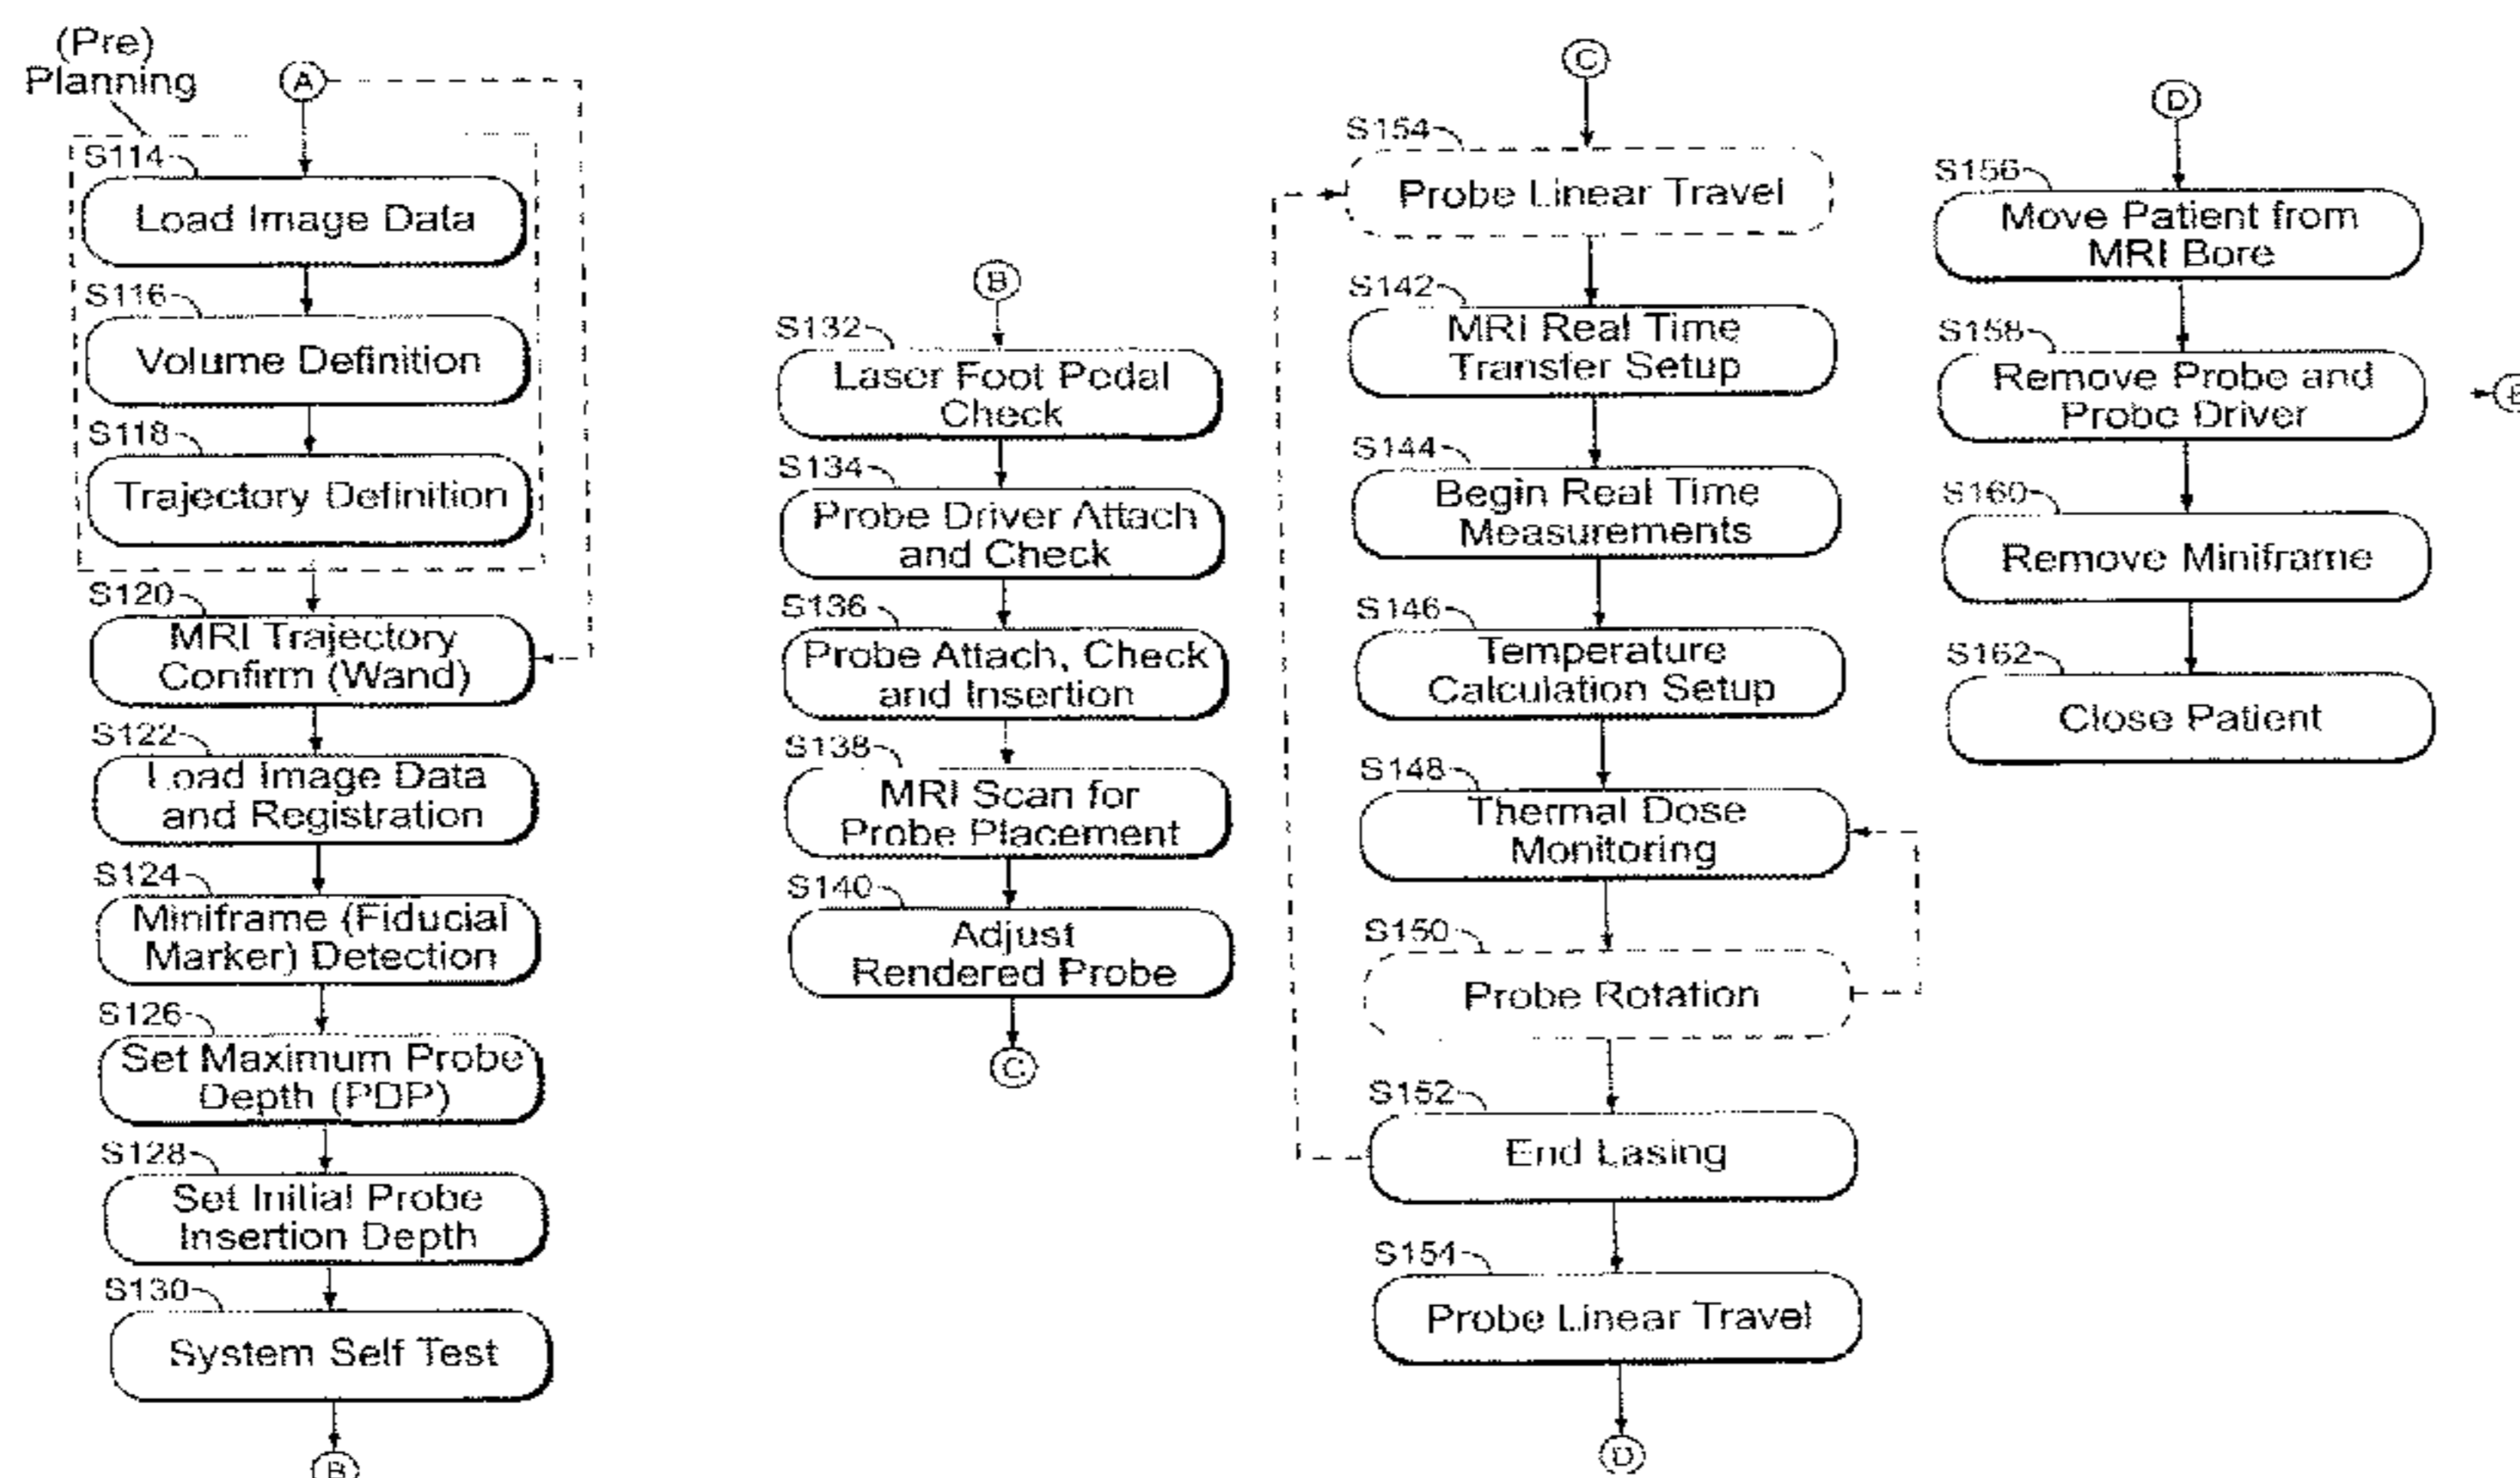 (Pre)
Planning
A
S114
Load Image Data
S116
Volume Definition
S118
Trajectory Definition
S120
MRI Trajectory
Confirm (Wand)
S122
Load Image Data
and Registration
S124
Miniframe (Fiducial
Marker) Detection
S126
Set Maximum Probe
Depth (PDP)
S128
Set Initial Probe
Insertion Depth
S130
System Self Test
B
B
S132
Laser Foot Pedal
Check
S134
Probe Driver Attach
and Check
S136
Probe Attach, Check
and Insertion
S138
MRI Scan for
Probe Placement
S140
Adjust
Rendered Probe
C
C
S154
Probe Linear Travel
S142
MRI Real Time
Transfer Setup
S144
Begin Real Time
Measurements
S146
Temperature
Calculation Setup
S148
Thermal Dose
Monitoring
S150
Probe Rotation
S152
End Lasing
S154
Probe Linear Travel
D
D
S156
Move Patient from
MRI Bore
S158
Remove Probe and
Probe Driver
S160
Remove Miniframe
S162
Close Patient